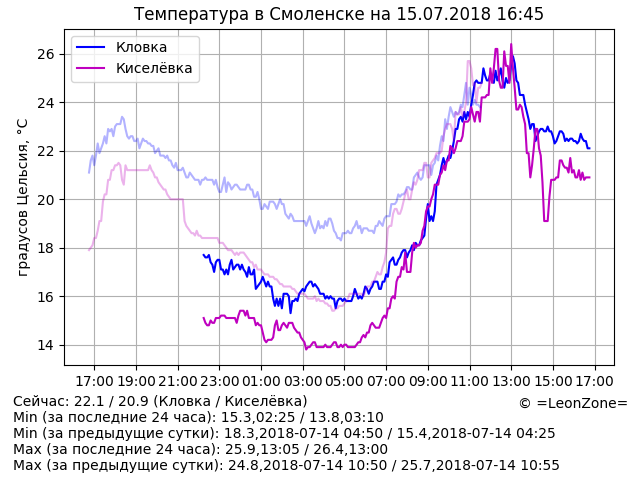 Температура в Смоленске на 15.07.2018 16:45
градусов Цельсия, °C
26
24
22
20
18
16
14
Кловка
Киселёвка
17:00 19:00 21:00 23:00 01:00 03:00 05:00 07:00 09:00 11:00 13:00 15:00 17:00
Сейчас: 22.1 / 20.9 (Кловка / Киселёвка)
© =LeonZone=
Min (за последние 24 часа): 15.3,02:25 / 13.8,03:10
Min (за предыдущие сутки): 18.3,2018-07-14 04:50 / 15.4,2018-07-14 04:25
Max (за последние 24 часа): 25.9,13:05 / 26.4,13:00
Max (за предыдущие сутки): 24.8,2018-07-14 10:50 / 25.7,2018-07-14 10:55